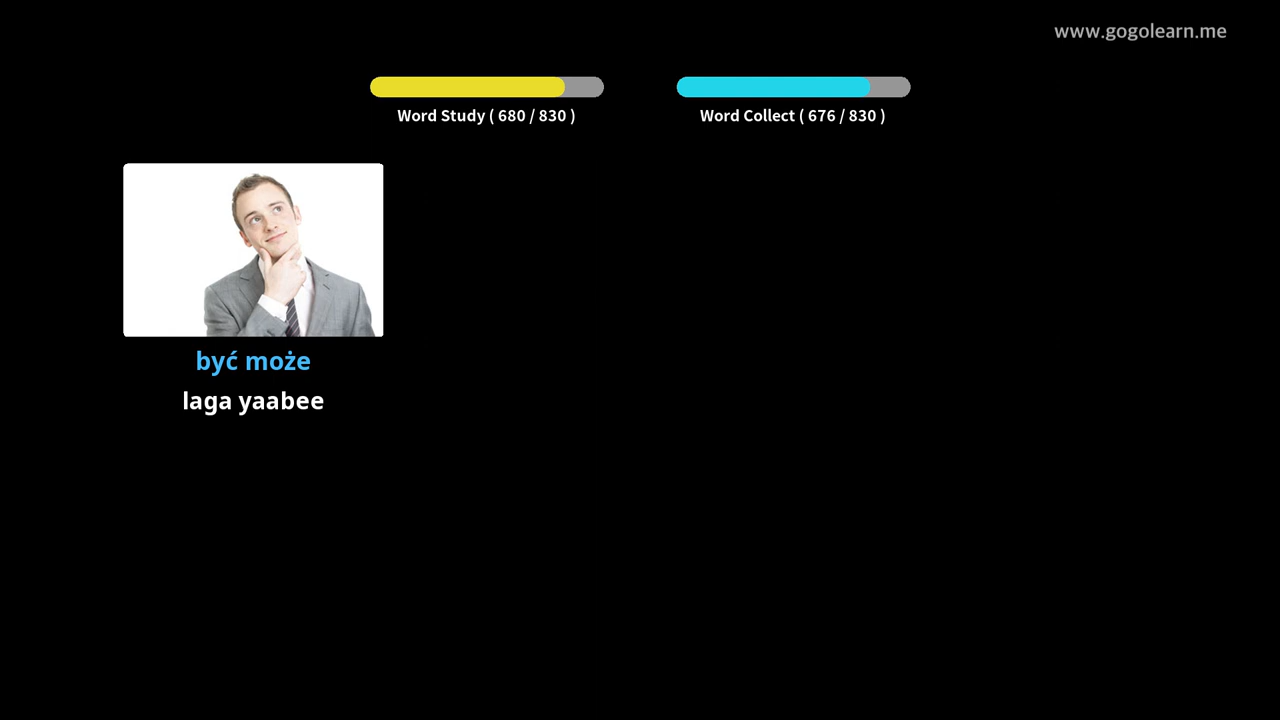 www.gogolearn.me
Word Study ( 680 / 830 )
Word Collect ( 676 / 830 )
być może
laga yaabee